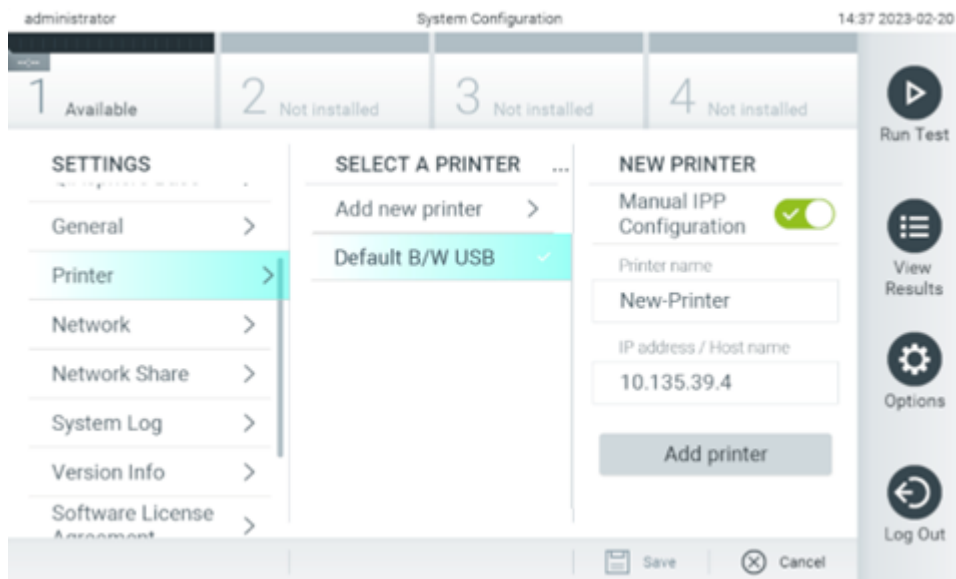 administrator
System Configuration
14:37 2023-02-20
1 Available
2 Not installed
3 Not installed
4 Not installed
Run Test
View
Results
Options
Log Out
SETTINGS
General
Printer
Network
Network Share
System Log
Version Info
Software License
Agreement
SELECT A PRINTER ...
Add new printer
Default B/W USB
NEW PRINTER
Manual IPP
Configuration
Printer name
New-Printer
IP address / Host name
10.135.39.4
Add printer
Save
Cancel